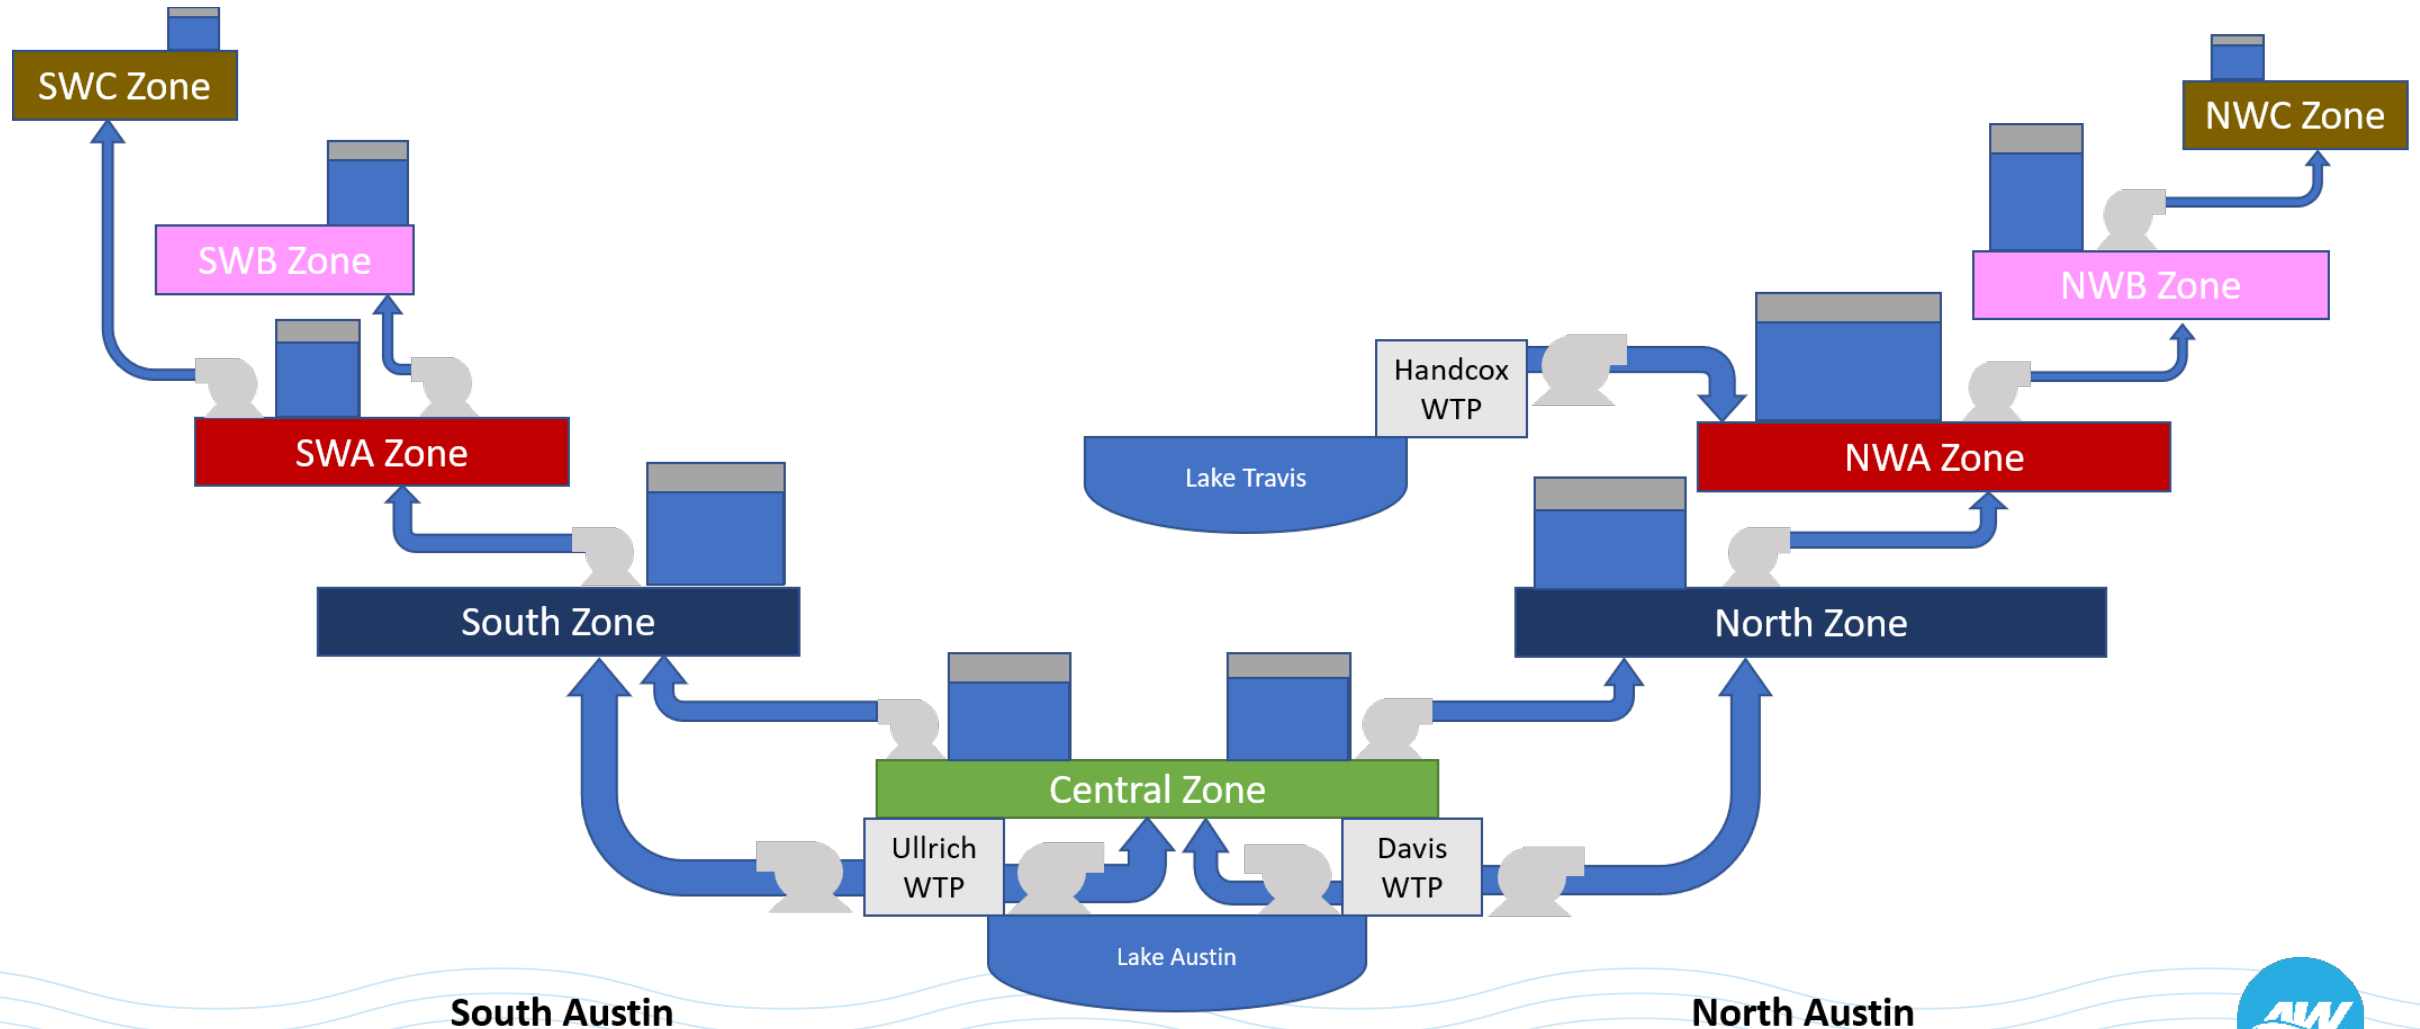 SWC Zone
NWC Zone
SWB Zone
NWB Zone
Handcox
WTP
SWA Zone
NWA Zone
Lake Travis
South Zone
North Zone
Central Zone
Ullrich
WTP
Davis
WTP
Lake Austin
South Austin
North Austin
AW